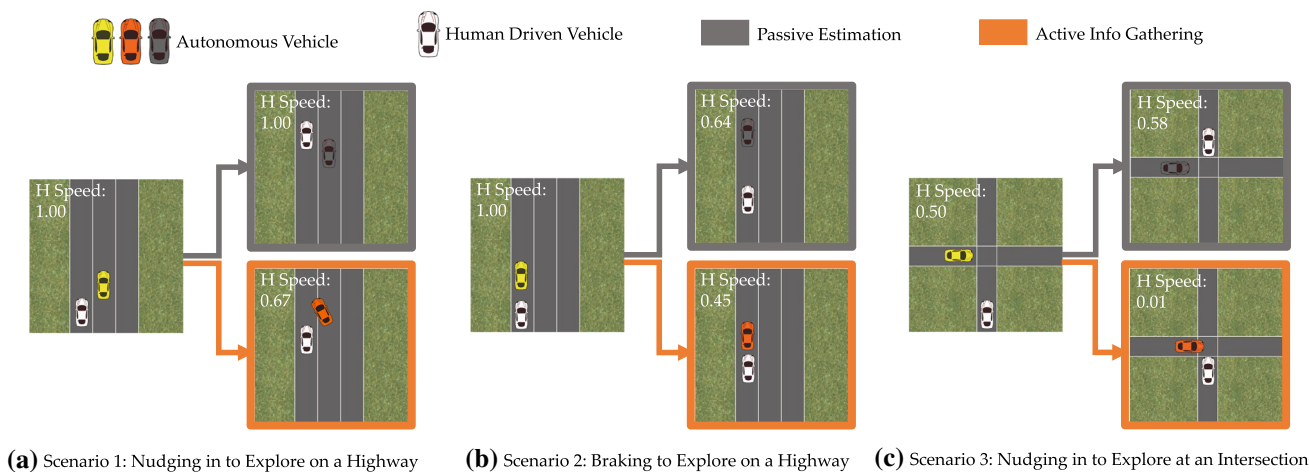 Autonomous Vehicle
Human Driven Vehicle
Passive Estimation
Active Info Gathering
H Speed:
1.00
H Speed:
1.00
H Speed:
0.67
(a) Scenario 1: Nudging in to Explore on a Highway
H Speed:
1.00
H Speed:
0.64
H Speed:
0.45
(b) Scenario 2: Braking to Explore on a Highway
H Speed:
0.50
H Speed:
0.58
H Speed:
0.01
(c) Scenario 3: Nudging in to Explore at an Intersection